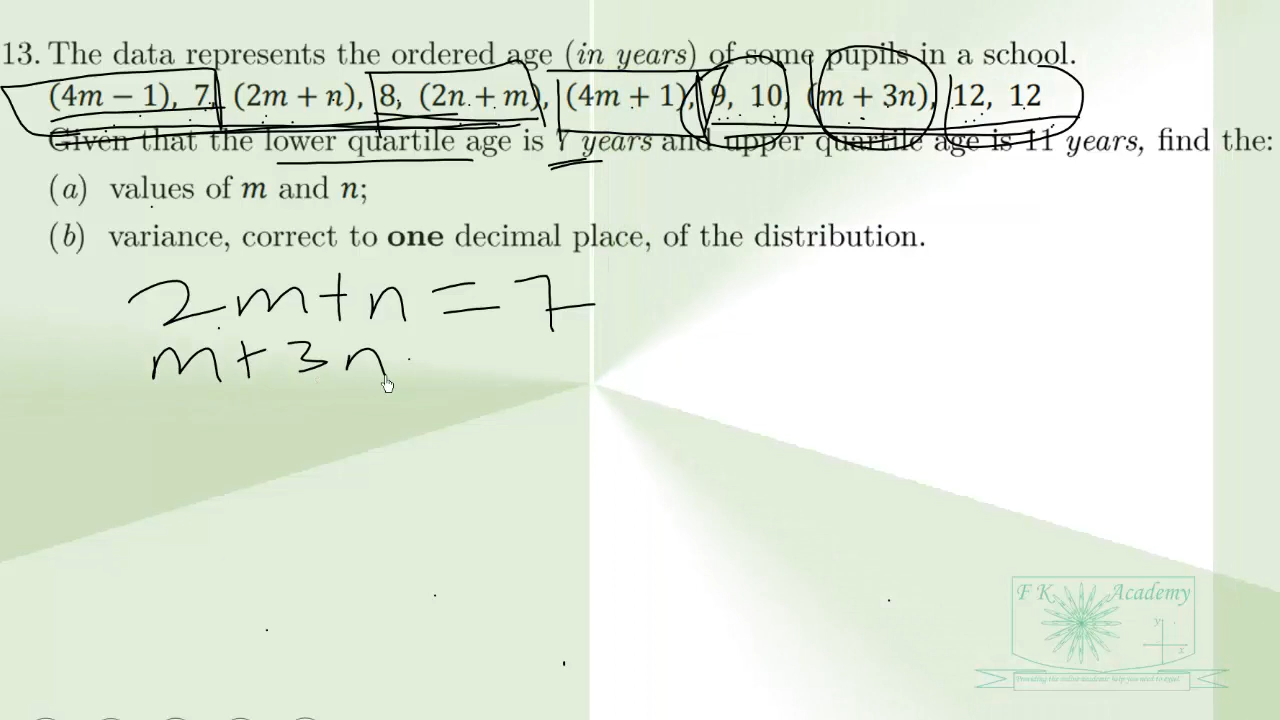 13. The data represents the ordered age (in years) of some pupils in a school.
(4m − 1), 7, (2m + n), 8, (2n + m), (4m + 1), 9, 10, (m + 3n), 12, 12
Given that the lower quartile age is 7 years and upper quartile age is 11 years, find the:
(a) values of m and n;
(b) variance, correct to one decimal place, of the distribution.
2m+n=7
m+3n
F K Academy
y
x